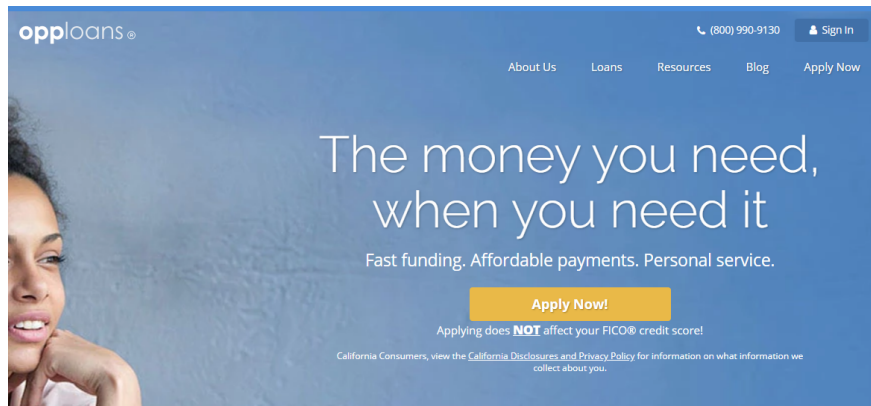 opploans®
(800) 990-9130
Sign In
About Us Loans Resources Blog Apply Now
The money you need,
when you need it
Fast funding. Affordable payments. Personal service.
Apply Now!
Applying does NOT affect your FICO® credit score!
California Consumers, view the California Disclosures and Privacy Policy for information on what information we
collect about you.